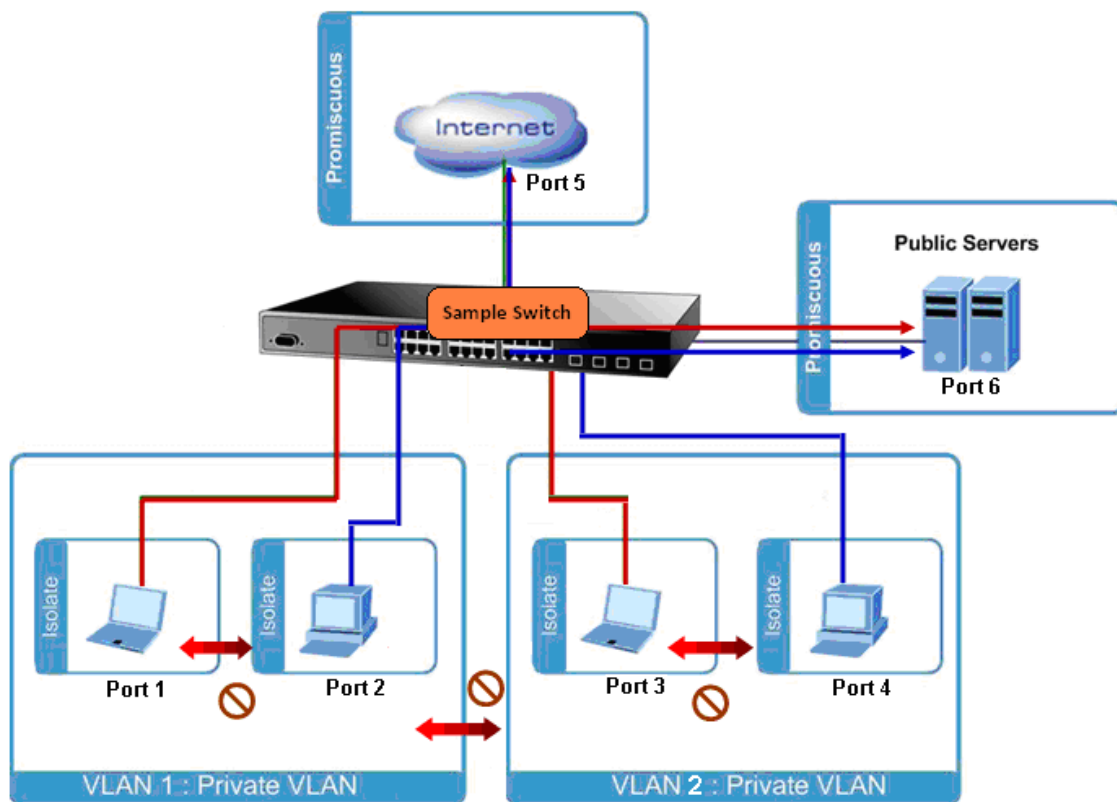 Promiscuous
Internet
Port 5
Promiscuous
Public Servers
Port 6
Sample Switch
Isolate
Port 1
Isolate
Port 2
Isolate
Port 3
Isolate
Port 4
VLAN 1 : Private VLAN
VLAN 2 : Private VLAN